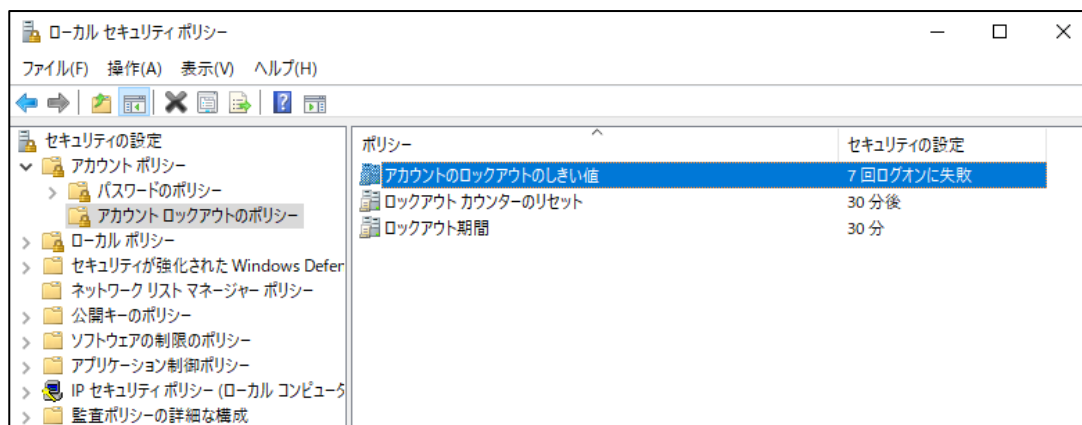 ローカル セキュリティ ポリシー
ファイル(F) 操作(A) 表示(V) ヘルプ(H)
セキュリティの設定
アカウント ポリシー
パスワードのポリシー
アカウント ロックアウトのポリシー
ローカル ポリシー
セキュリティが強化された Windows Defer
ネットワーク リスト マネージャー ポリシー
公開キーのポリシー
ソフトウェアの制限のポリシー
アプリケーション制御ポリシー
IP セキュリティ ポリシー (ローカル コンピュータ
監査ポリシーの詳細な構成
ポリシー セキュリティの設定
アカウントのロックアウトのしきい値 7 回ログオンに失敗
ロックアウト カウンターのリセット 30 分後
ロックアウト期間 30 分